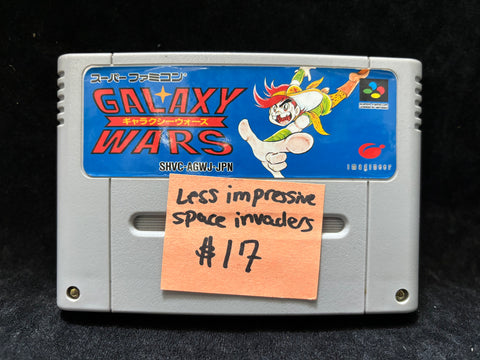 スーパーファミコン
GALAXY
ギャラクシーウォーズ
WARS
SHVC-AGWJ-JPN
imagineer
Less impressive
space invaders
#17